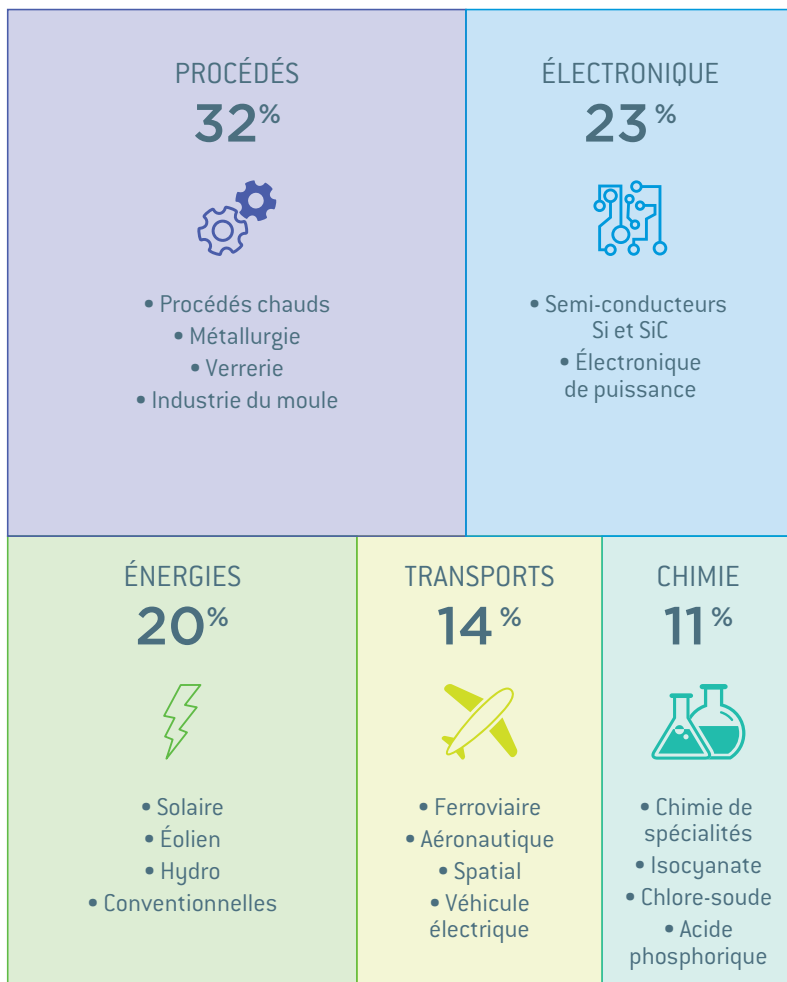 PROCÉDÉS
32%
• Procédés chauds
• Métallurgie
• Verrerie
• Industrie du moule
ÉLECTRONIQUE
23%
• Semi-conducteurs
Si et SiC
• Électronique
de puissance
ÉNERGIES
20%
• Solaire
• Éolien
• Hydro
• Conventionnelles
TRANSPORTS
14%
• Ferroviaire
• Aéronautique
• Spatial
• Véhicule
électrique
CHIMIE
11%
• Chimie de
spécialités
• Isocyanate
• Chlore-soude
• Acide
phosphorique